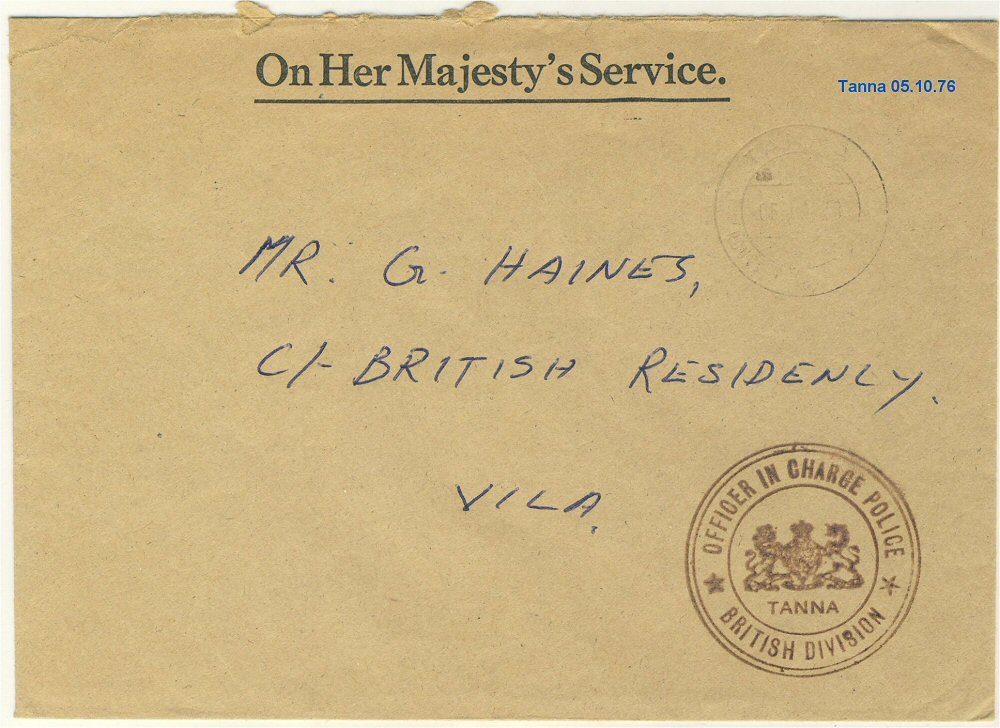 On Her Majesty's Service.
Tanna 05.10.76
TANNA
MR. G. HAINES,
C/- BRITISH RESIDENCY.
VILA.
OFFICER IN CHARGE POLICE
TANNA
BRITISH DIVISION